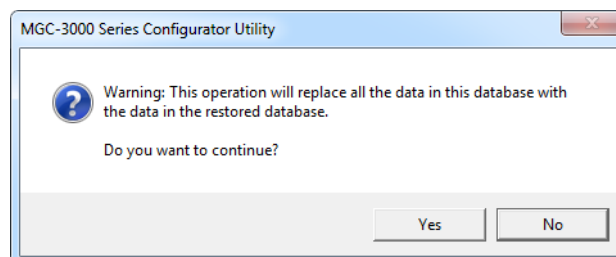 MGC-3000 Series Configurator Utility
Warning: This operation will replace all the data in this database with
the data in the restored database.
Do you want to continue?
Yes
No